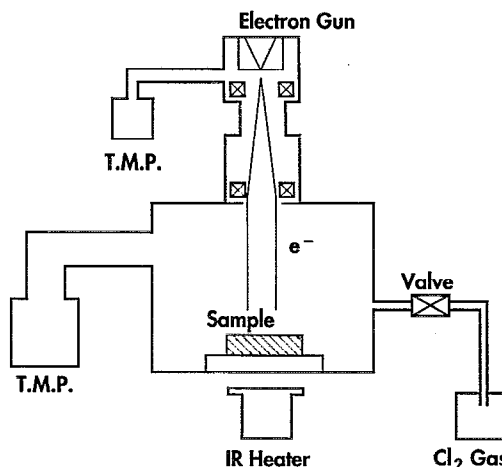 Electron Gun
T.M.P.
e⁻
Valve
Sample
T.M.P.
IR Heater
Cl₂ Gas